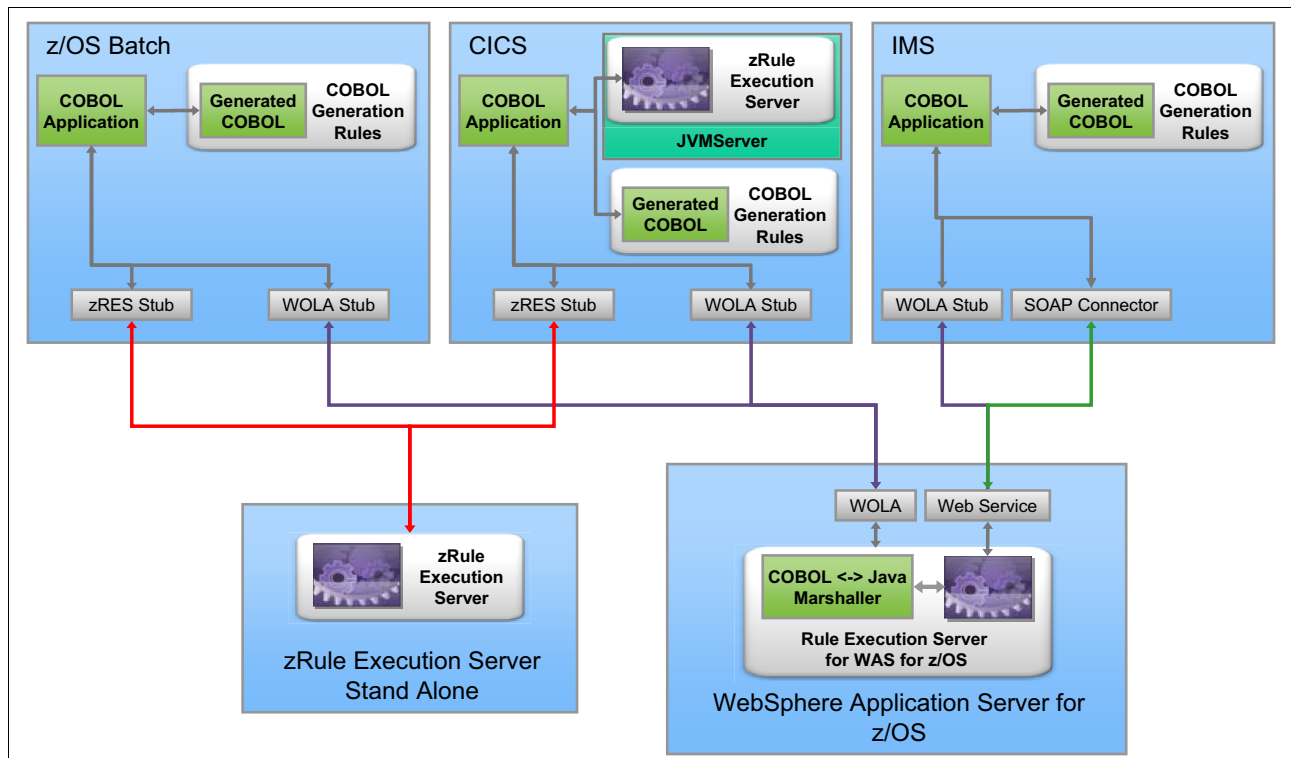 z/OS Batch
COBOL
Application
Generated
COBOL
COBOL
Generation
Rules
zRES Stub
WOLA Stub
CICS
COBOL
Application
zRule
Execution
Server
JVMServer
Generated
COBOL
COBOL
Generation
Rules
zRES Stub
WOLA Stub
IMS
COBOL
Application
Generated
COBOL
COBOL
Generation
Rules
WOLA Stub
SOAP Connector
zRule
Execution
Server
zRule Execution Server
Stand Alone
WOLA
Web Service
COBOL <-> Java
Marshaller
Rule Execution Server
for WAS for z/OS
WebSphere Application Server for
z/OS